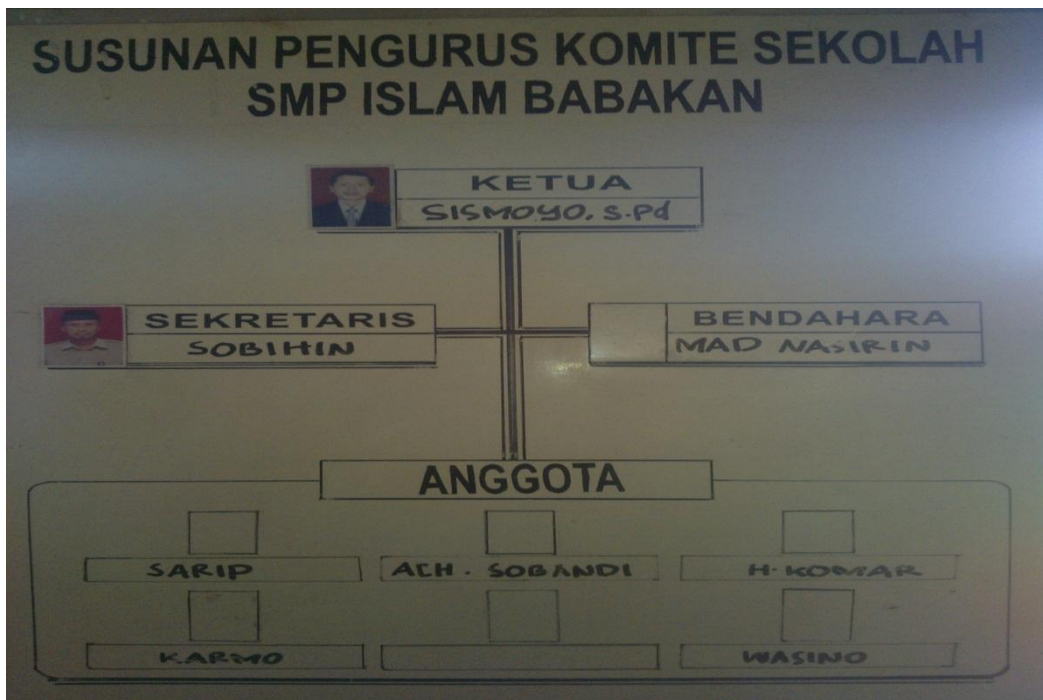 SUSUNAN PENGURUS KOMITE SEKOLAH
SMP ISLAM BABAKAN
KETUA
SISMOYO, S.Pd
SEKRETARIS
SOBIHIN
BENDAHARA
MAD NASIRIN
ANGGOTA
SARIP
ACH. SOBANDI
H. KOMAR
KARMO
WASINO